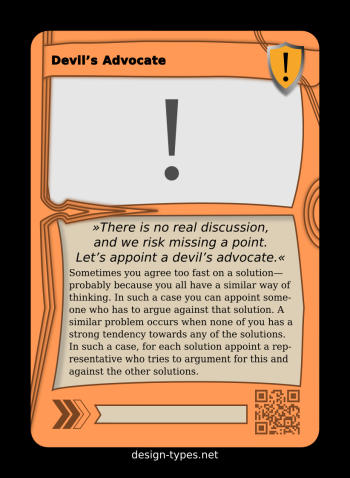 Devil's Advocate
!
!
»There is no real discussion,
and we risk missing a point.
Let's appoint a devil's advocate.«
Sometimes you agree too fast on a solution—
probably because you all have a similar way of
thinking. In such a case you can appoint some-
one who has to argue against that solution. A
similar problem occurs when none of you has a
strong tendency towards any of the solutions.
In such a case, for each solution appoint a rep-
resentative who tries to argument for this and
against the other solutions.
design-types.net